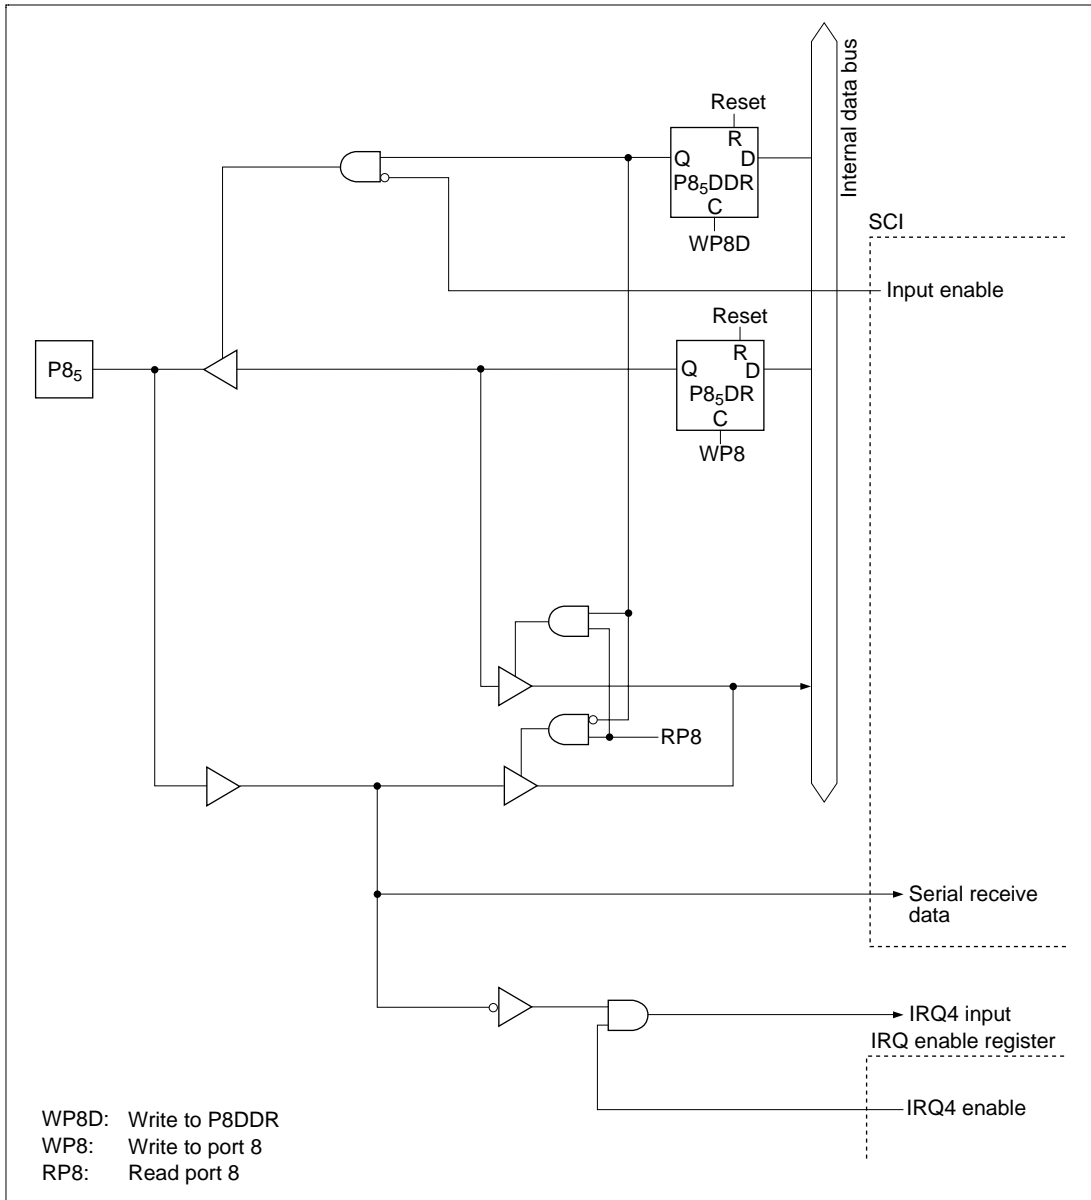 Internal data bus
Reset
R
Q D
P8₅DDR
C
WP8D
SCI
Input enable
Reset
R
Q D
P8₅DR
C
WP8
P8₅
RP8
Serial receive
data
IRQ4 input
IRQ enable register
IRQ4 enable
WP8D: Write to P8DDR
WP8: Write to port 8
RP8: Read port 8